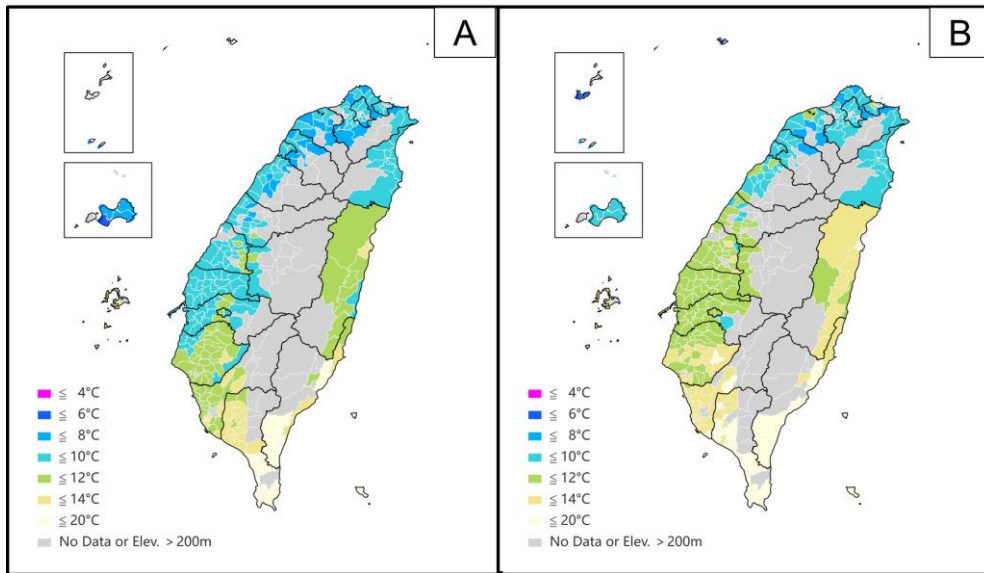 A
≦ 4°C
≦ 6°C
≦ 8°C
≦ 10°C
≦ 12°C
≦ 14°C
≦ 20°C
No Data or Elev. > 200m
B
≦ 4°C
≦ 6°C
≦ 8°C
≦ 10°C
≦ 12°C
≦ 14°C
≦ 20°C
No Data or Elev. > 200m